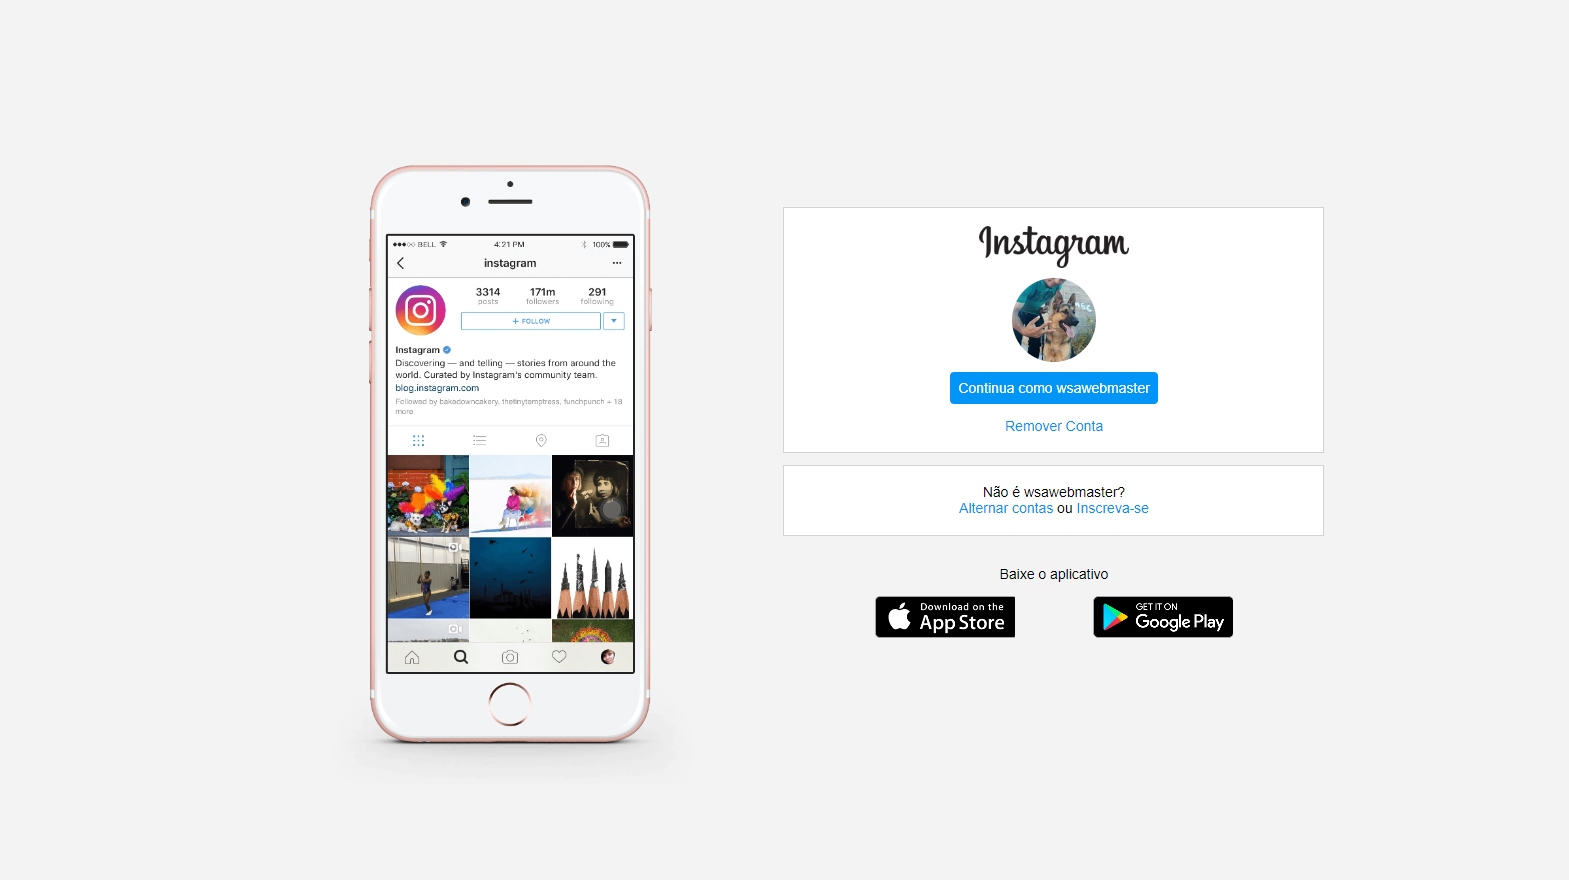 BELL
4:21 PM
100%
instagram
3314
171m
291
posts
followers
following
+ FOLLOW
Instagram
Discovering — and telling — stories from around the
world. Curated by Instagram's community team.
blog.instagram.com
Followed by bakedowncakery, thetinytemptress, funchpunch + 18
more
Instagram
Continua como wsawebmaster
Remover Conta
Não é wsawebmaster?
Alternar contas ou Inscreva-se
Baixe o aplicativo
Download on the
App Store
GET IT ON
Google Play